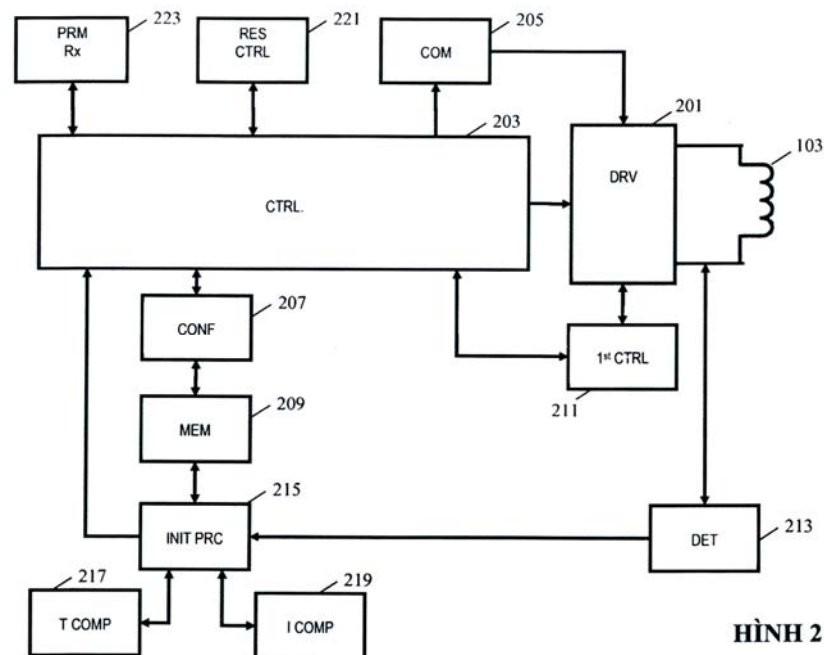 PRM
Rx
223
RES
CTRL
221
COM
205
203
CTRL.
201
DRV
103
CONF
207
1st CTRL
211
MEM
209
INIT PRC
215
DET
213
T COMP
217
I COMP
219
HÌNH 2